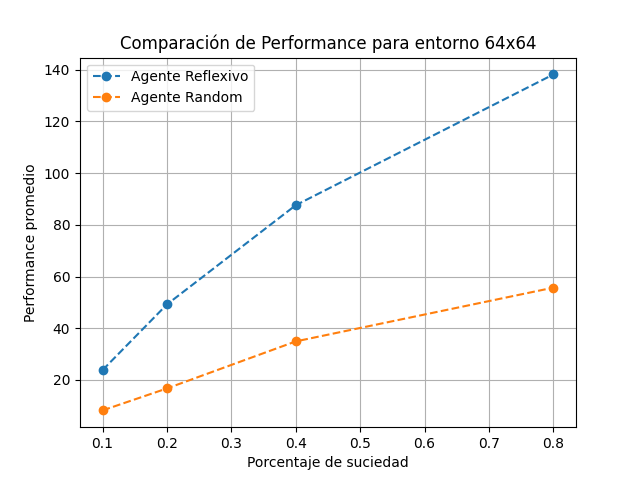 Comparación de Performance para entorno 64x64
Agente Reflexivo
Agente Random
Performance promedio
140
120
100
80
60
40
20
0.1 0.2 0.3 0.4 0.5 0.6 0.7 0.8
Porcentaje de suciedad